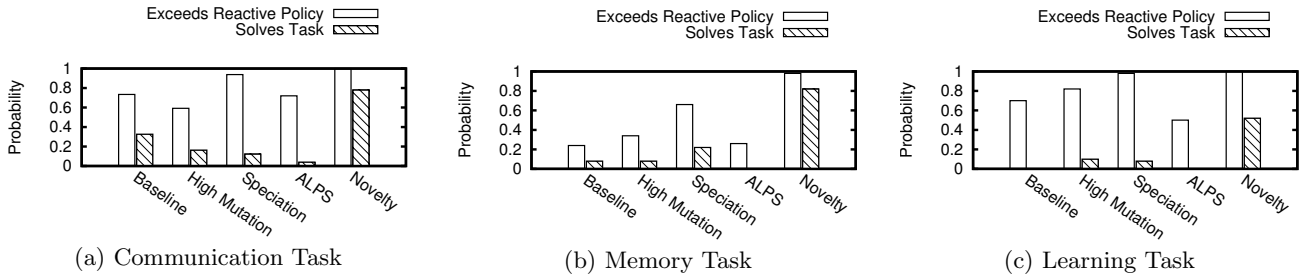 Exceeds Reactive Policy
Solves Task
Probability
1
0.8
0.6
0.4
0.2
0
Baseline
High Mutation
Speciation
ALPS
Novelty
(a) Communication Task
Exceeds Reactive Policy
Solves Task
Probability
1
0.8
0.6
0.4
0.2
0
Baseline
High Mutation
Speciation
ALPS
Novelty
(b) Memory Task
Exceeds Reactive Policy
Solves Task
Probability
1
0.8
0.6
0.4
0.2
0
Baseline
High Mutation
Speciation
ALPS
Novelty
(c) Learning Task